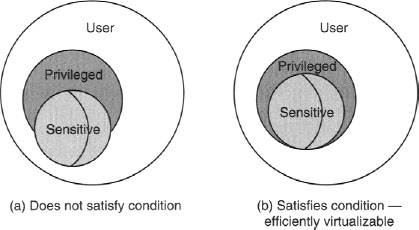 User
Privileged
Sensitive
(a) Does not satisfy condition
User
Privileged
Sensitive
(b) Satisfies condition —
efficiently virtualizable